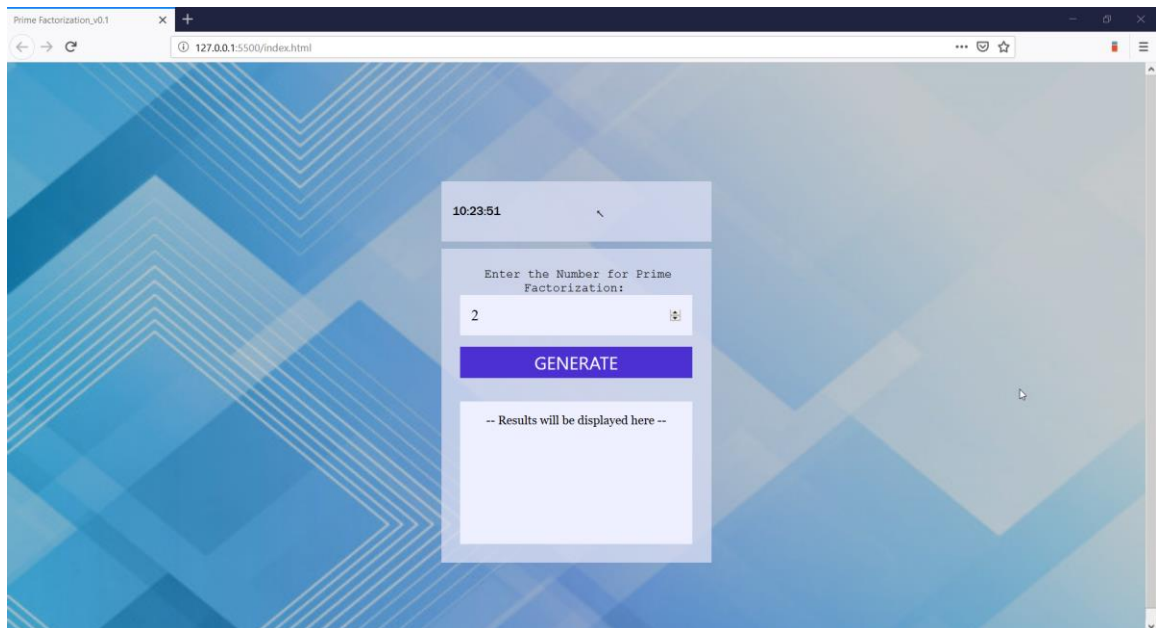 Prime Factorization_v0.1
127.0.0.1:5500/index.html
10:23:51
Enter the Number for Prime
Factorization:
2
GENERATE
-- Results will be displayed here --